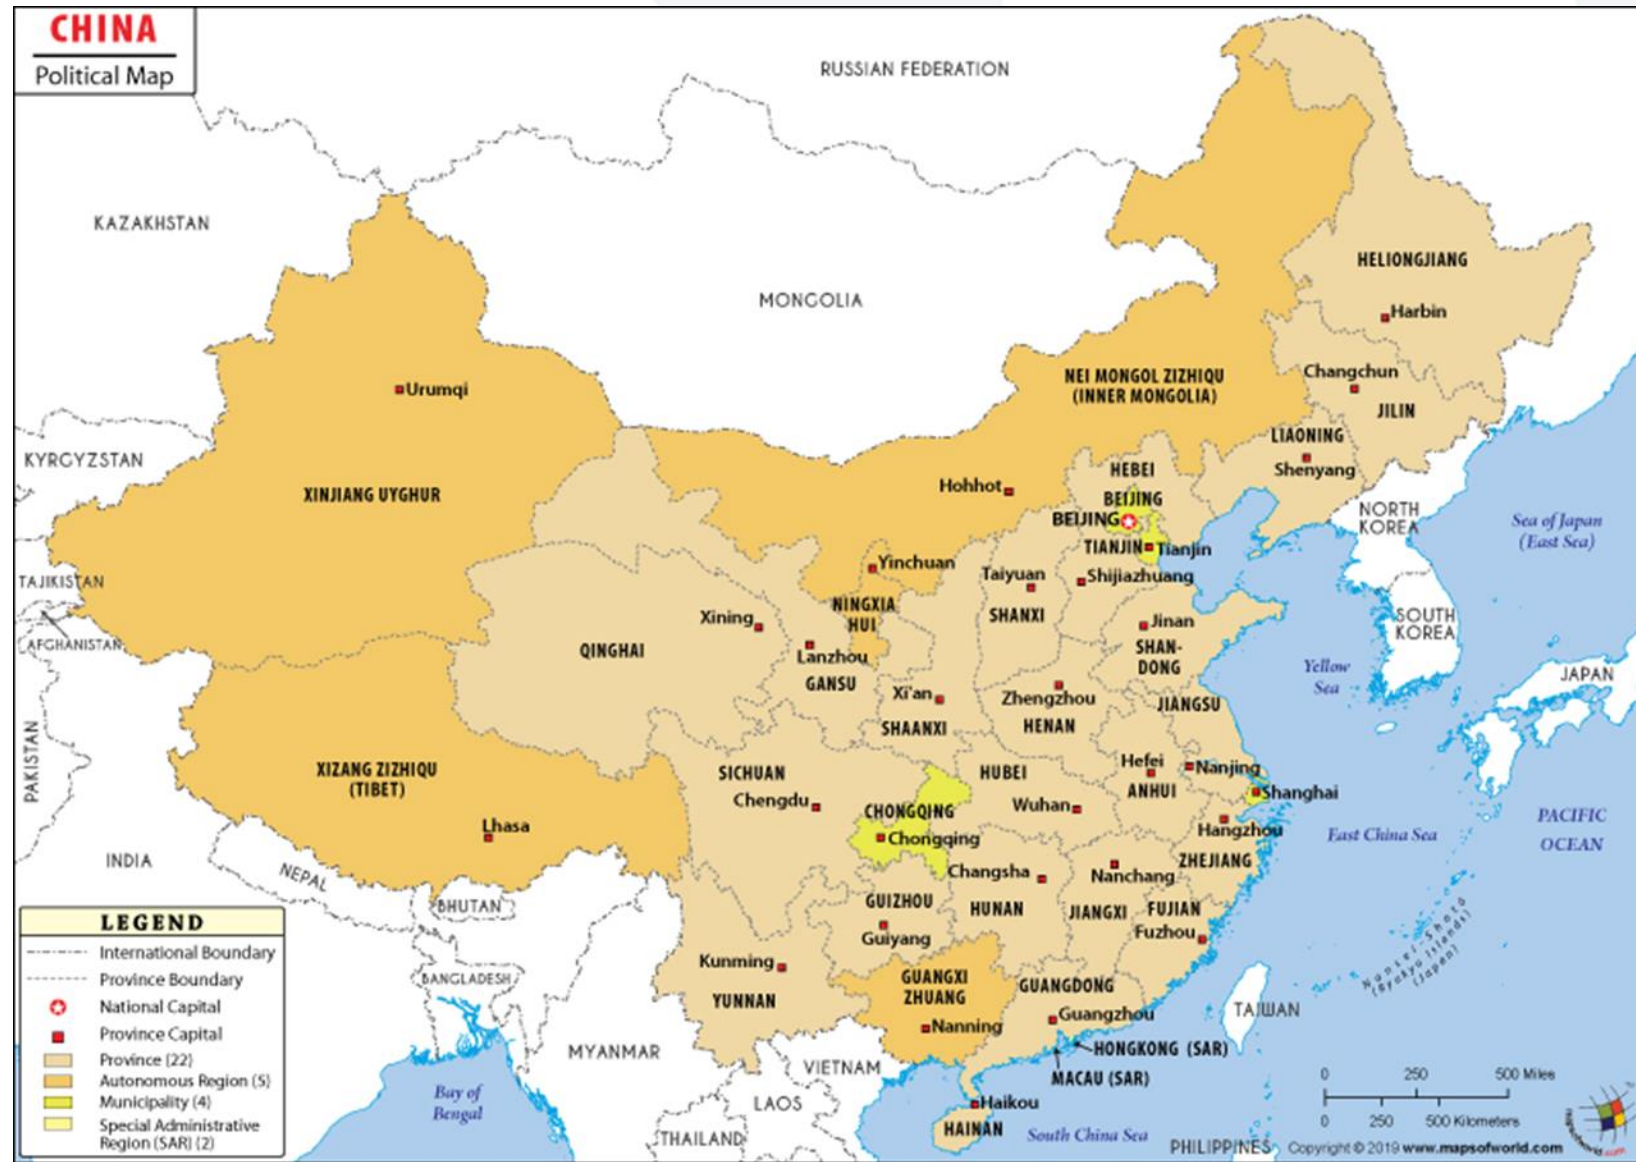 CHINA
Political Map
RUSSIAN FEDERATION
KAZAKHSTAN
MONGOLIA
HELIONGJIANG
Harbin
NEI MONGOL ZIZHIQU
(INNER MONGOLIA)
Changchun
JILIN
Urumqi
LIAONING
Shenyang
KYRGYZSTAN
XINJIANG UYGHUR
Hohhot
HEBEI
BEIJING
BEIJING
TIANJIN
Tianjin
NORTH
KOREA
Sea of Japan
(East Sea)
TAJIKISTAN
AFGHANISTAN
Yinchuan
NINGXIA
HUI
Taiyuan
SHANXI
Shijiazhuang
Jinan
SHAN-
DONG
SOUTH
KOREA
Xining
QINGHAI
Lanzhou
GANSU
Xi'an
SHAANXI
Zhengzhou
HENAN
JIANGSU
Yellow
Sea
JAPAN
PAKISTAN
XIZANG ZIZHIQU
(TIBET)
Lhasa
SICHUAN
Chengdu
CHONGQING
Chongqing
HUBEI
Wuhan
Hefei
ANHUI
Nanjing
Shanghai
Hangzhou
ZHEJIANG
East China Sea
PACIFIC
OCEAN
INDIA
NEPAL
BHUTAN
BANGLADESH
Changsha
HUNAN
Nanchang
JIANGXI
FUJIAN
Fuzhou
GUIZHOU
Guiyang
Kunming
YUNNAN
GUANGXI
ZHUANG
Nanning
GUANGDONG
Guangzhou
HONGKONG (SAR)
MACAU (SAR)
TAIWAN
Nansei-Shoto
(Ryukyu Islands)
(Japan)
MYANMAR
VIETNAM
LAOS
THAILAND
Bay of
Bengal
Haikou
HAINAN
South China Sea
PHILIPPINES
LEGEND
International Boundary
Province Boundary
National Capital
Province Capital
Province (22)
Autonomous Region (5)
Municipality (4)
Special Administrative
Region (SAR) (2)
0 250 500 Miles
0 250 500 Kilometers
Copyright © 2019 www.mapsofworld.com